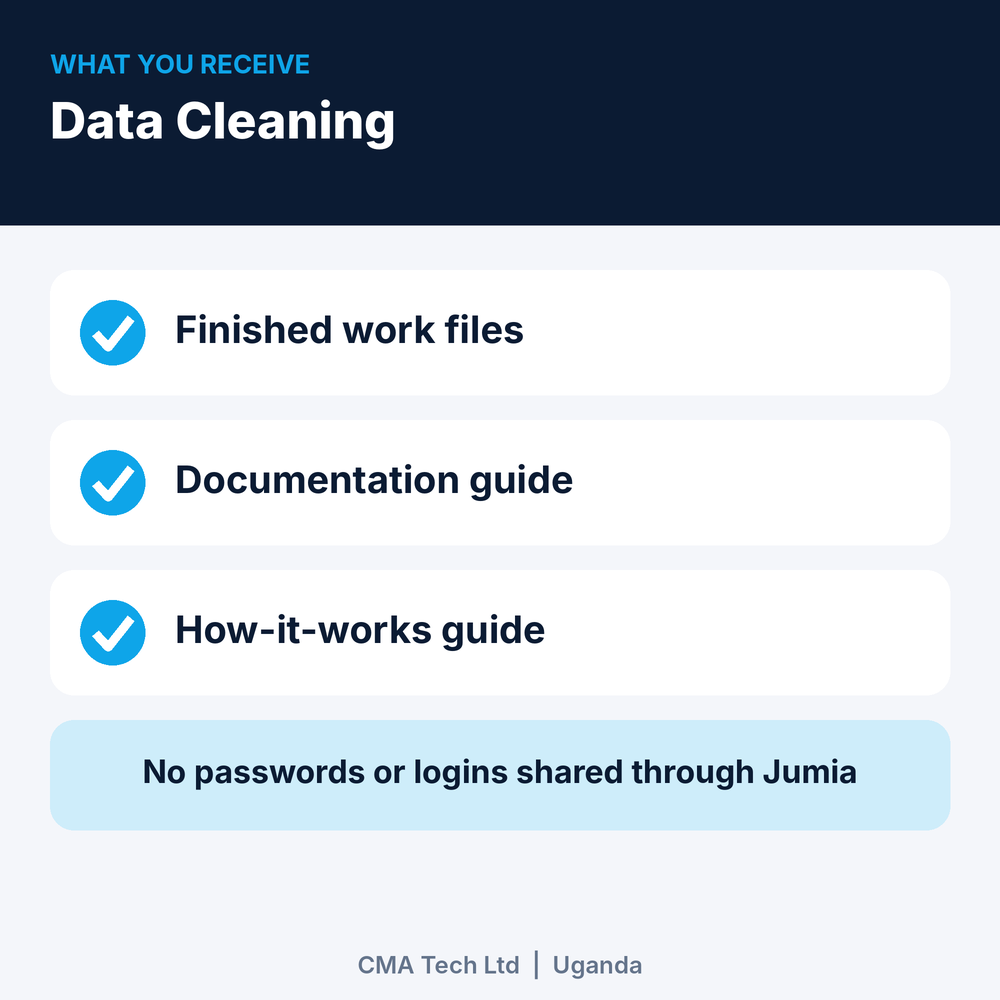 WHAT YOU RECEIVE
Data Cleaning
Finished work files
Documentation guide
How-it-works guide
No passwords or logins shared through Jumia
CMA Tech Ltd | Uganda